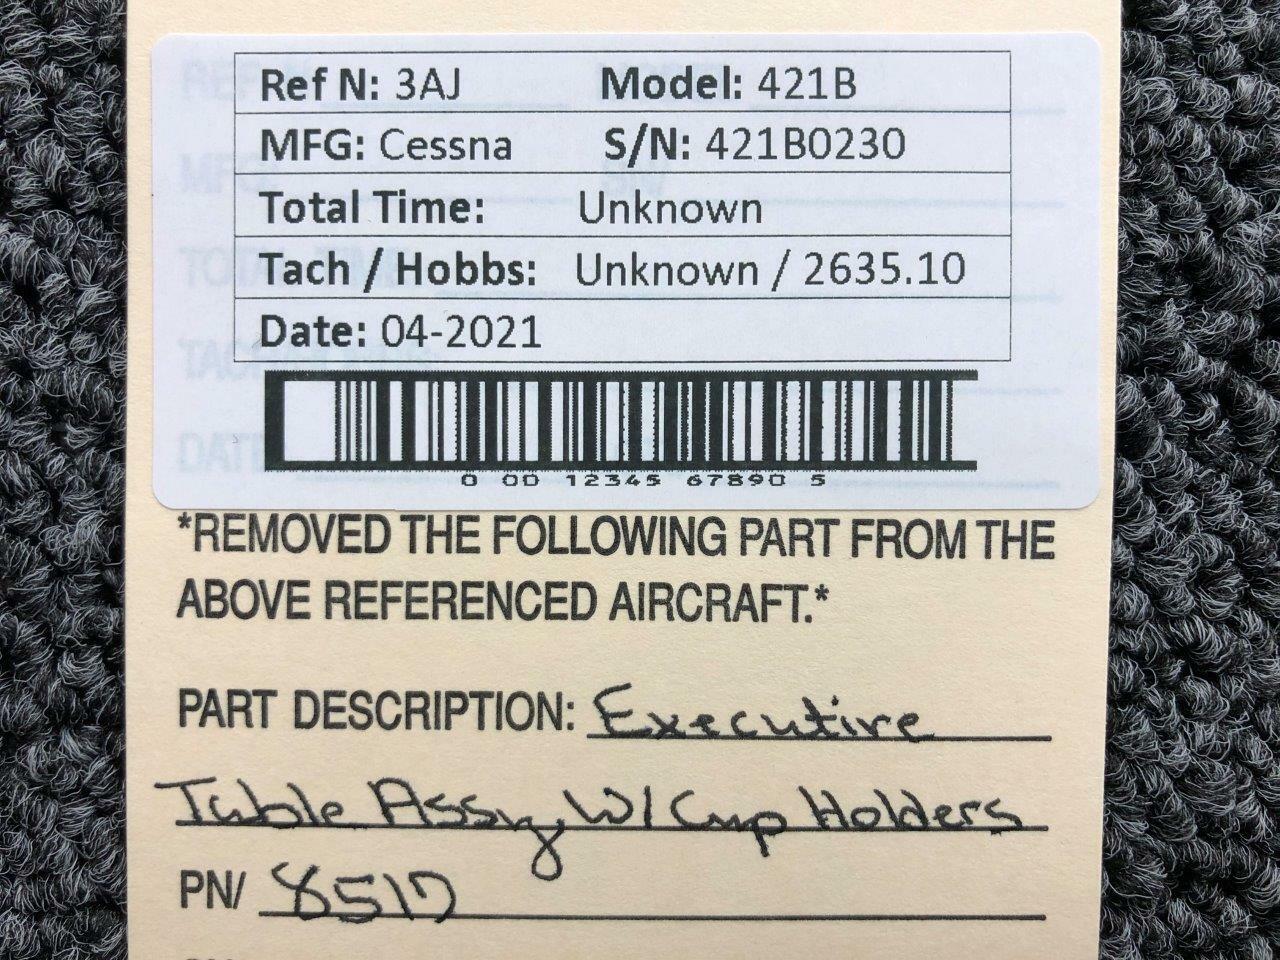 Ref N: 3AJ Model: 421B
MFG: Cessna S/N: 421B0230
Total Time: Unknown
Tach / Hobbs: Unknown / 2635.10
Date: 04-2021
0 00 12345 67890 5
*REMOVED THE FOLLOWING PART FROM THE
ABOVE REFERENCED AIRCRAFT.*
PART DESCRIPTION: Executive
Table Assy W/ Cup Holders
PN/ 8517